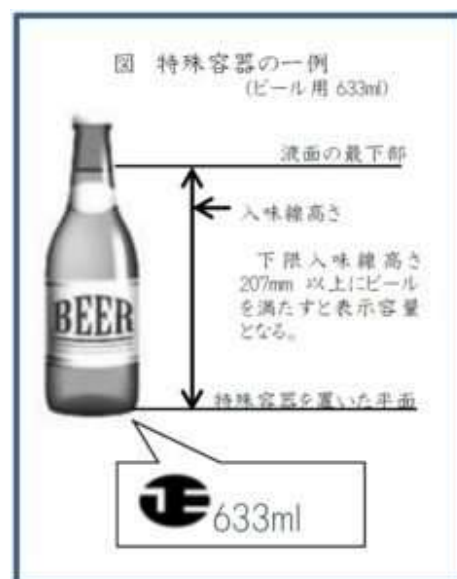 図 特殊容器の一例
(ビール用 633ml)
液面の最下部
入味線高さ
下限入味線高さ
207mm 以上にビール
を満たすと表示容量
となる。
BEER
特殊容器を置いた平面
正 633ml